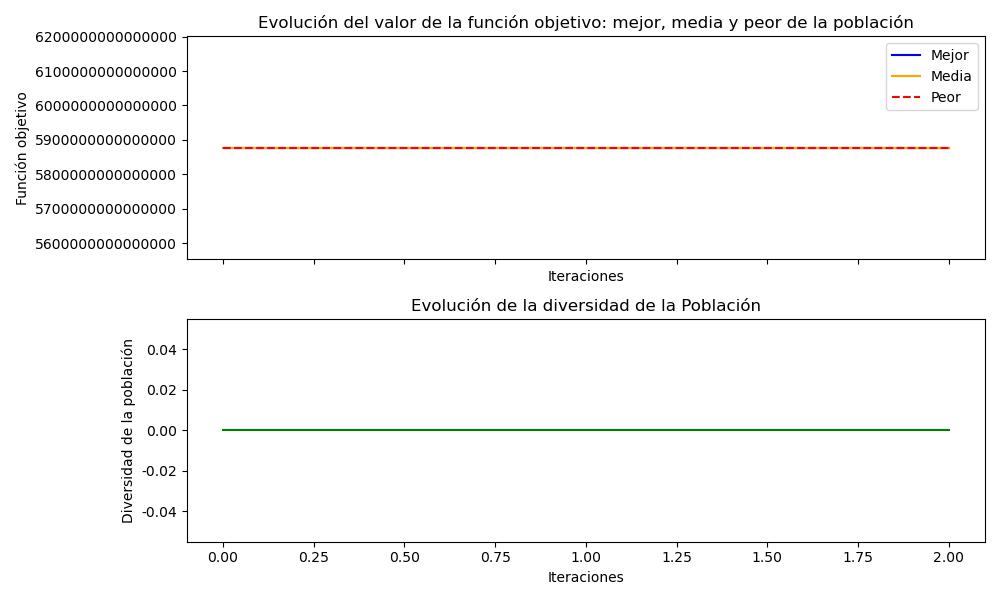 Evolución del valor de la función objetivo: mejor, media y peor de la población
Función objetivo
6200000000000000
6100000000000000
6000000000000000
5900000000000000
5800000000000000
5700000000000000
5600000000000000
Mejor
Media
Peor
Iteraciones
Evolución de la diversidad de la Población
Diversidad de la población
0.04
0.02
0.00
-0.02
-0.04
0.00 0.25 0.50 0.75 1.00 1.25 1.50 1.75 2.00
Iteraciones